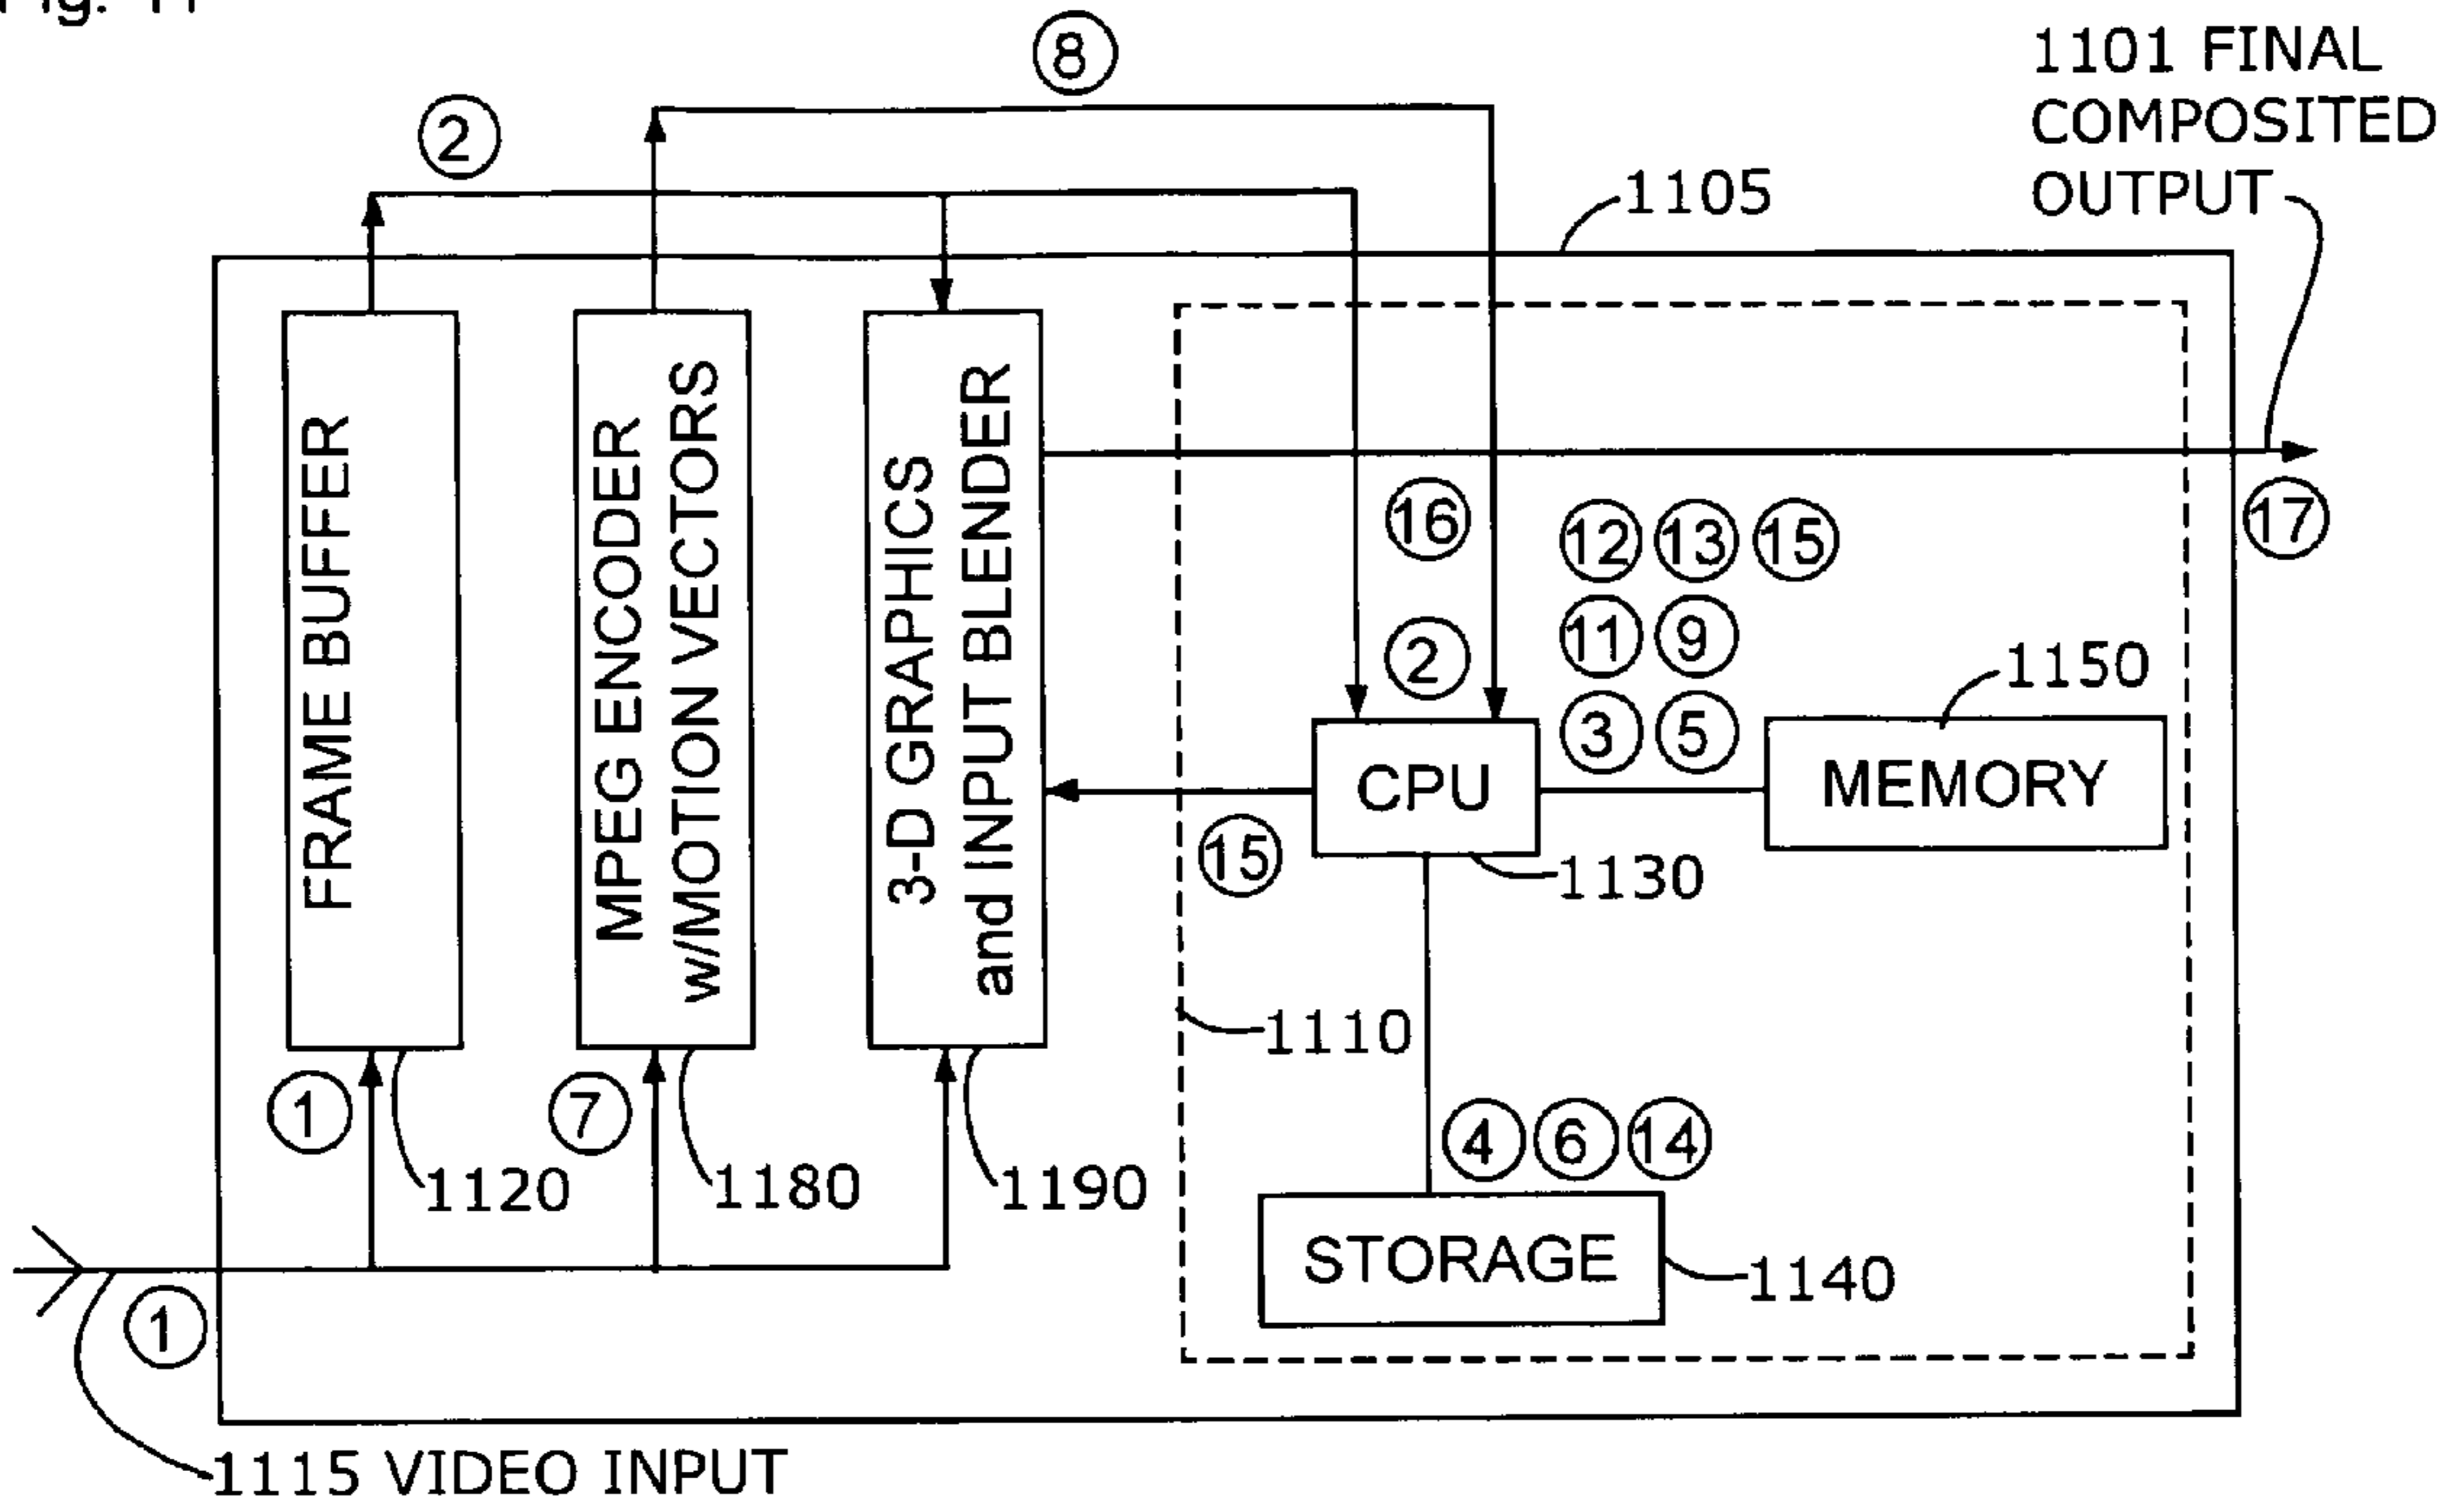 Fig. 11
8
2
1101 FINAL
COMPOSITED
OUTPUT
1105
FRAME BUFFER
MPEG ENCODER
w/MOTION VECTORS
3-D GRAPHICS
and INPUT BLENDER
16
12 13 15
17
2
11 9
3 5
1150
CPU
MEMORY
15
1130
1110
1
7
4 6 14
1120
1180
1190
STORAGE
1140
1
1115 VIDEO INPUT